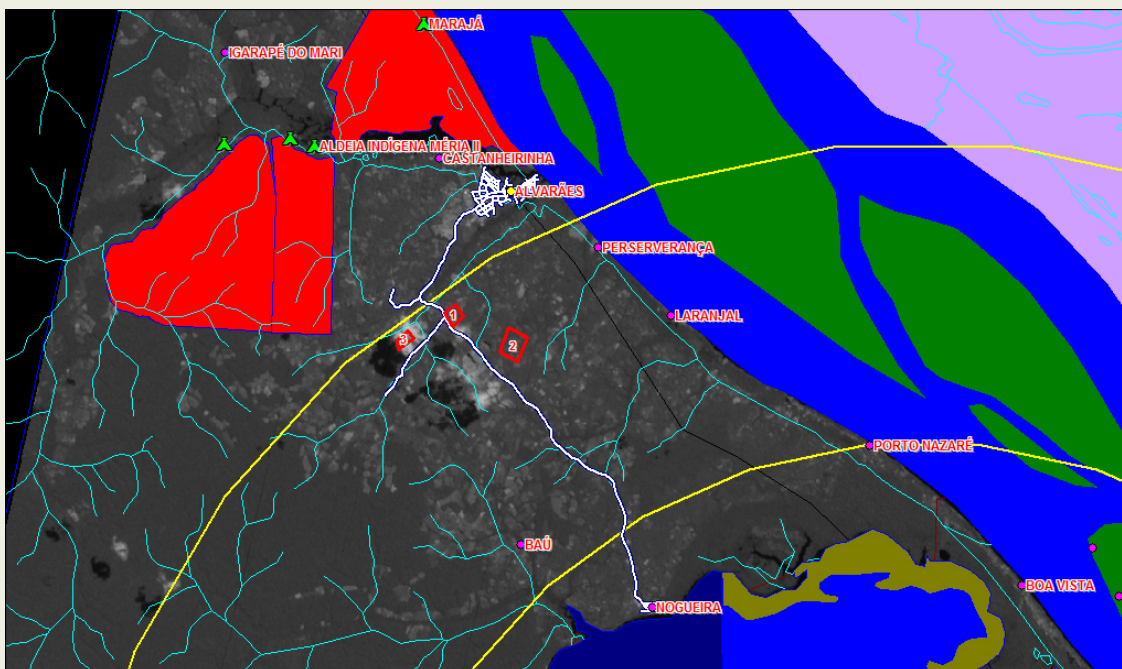 MARAJÁ
IGARAPÉ DO MARI
ALDEIA INDÍGENA MÉRIA II
CASTANHEIRINHA
ALVARÃES
PERSERVERANÇA
1
LARANJAL
2
3
PORTO NAZARÉ
BAÚ
BOA VISTA
NOGUEIRA